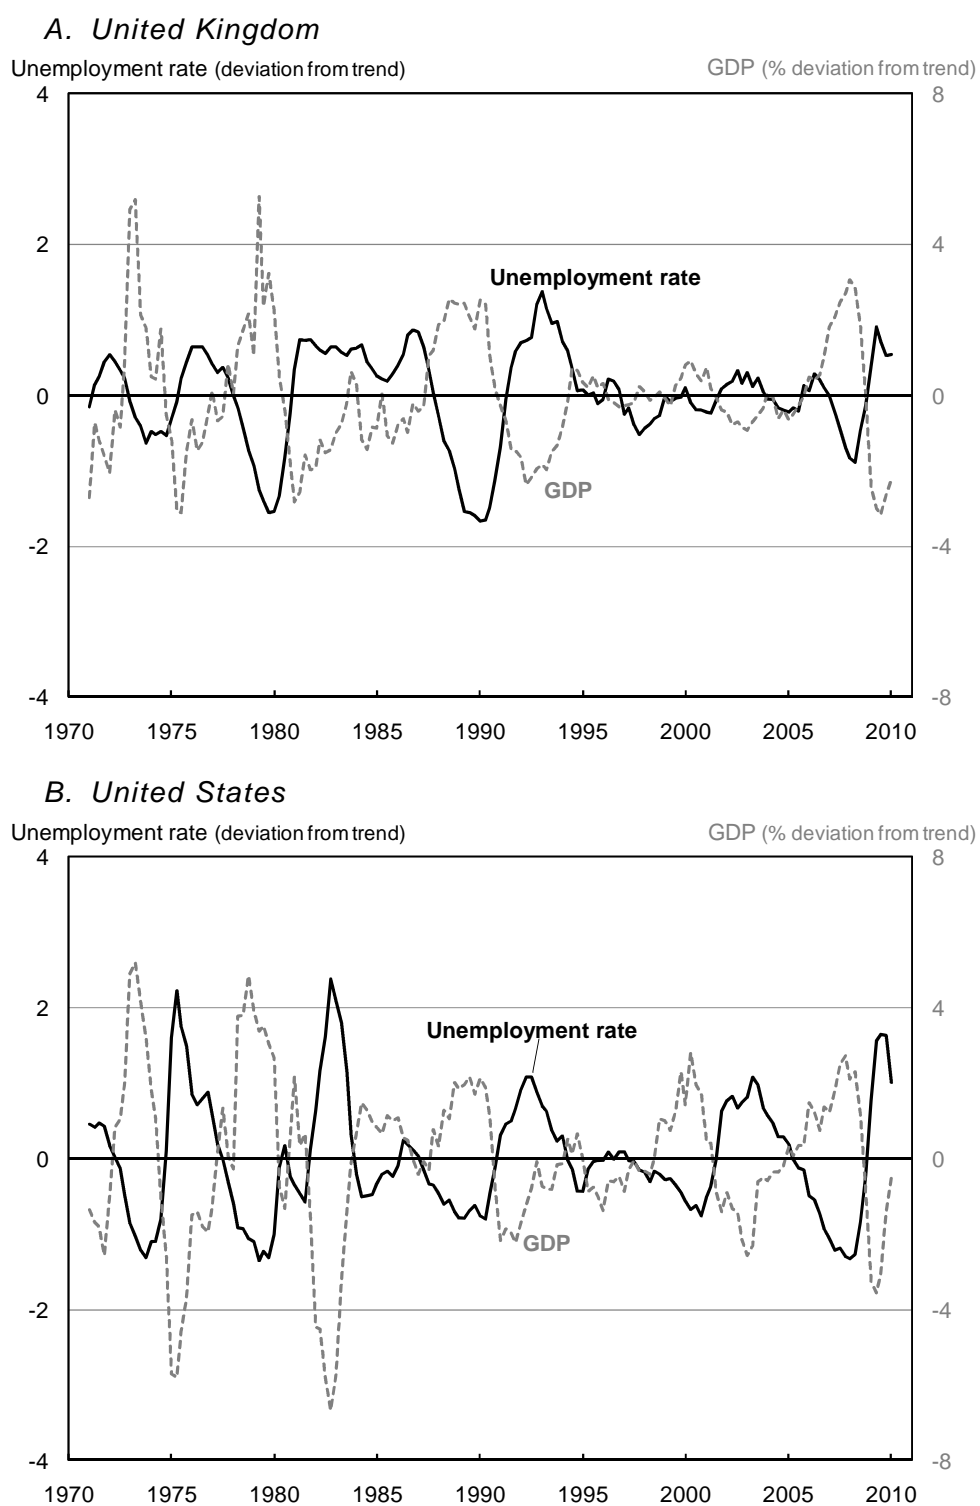 A. United Kingdom
Unemployment rate (deviation from trend) GDP (% deviation from trend)
4 8
2 4
Unemployment rate
0 0
GDP
-2 -4
-4 -8
1970 1975 1980 1985 1990 1995 2000 2005 2010
B. United States
Unemployment rate (deviation from trend) GDP (% deviation from trend)
4 8
2 4
Unemployment rate
0 0
GDP
-2 -4
-4 -8
1970 1975 1980 1985 1990 1995 2000 2005 2010